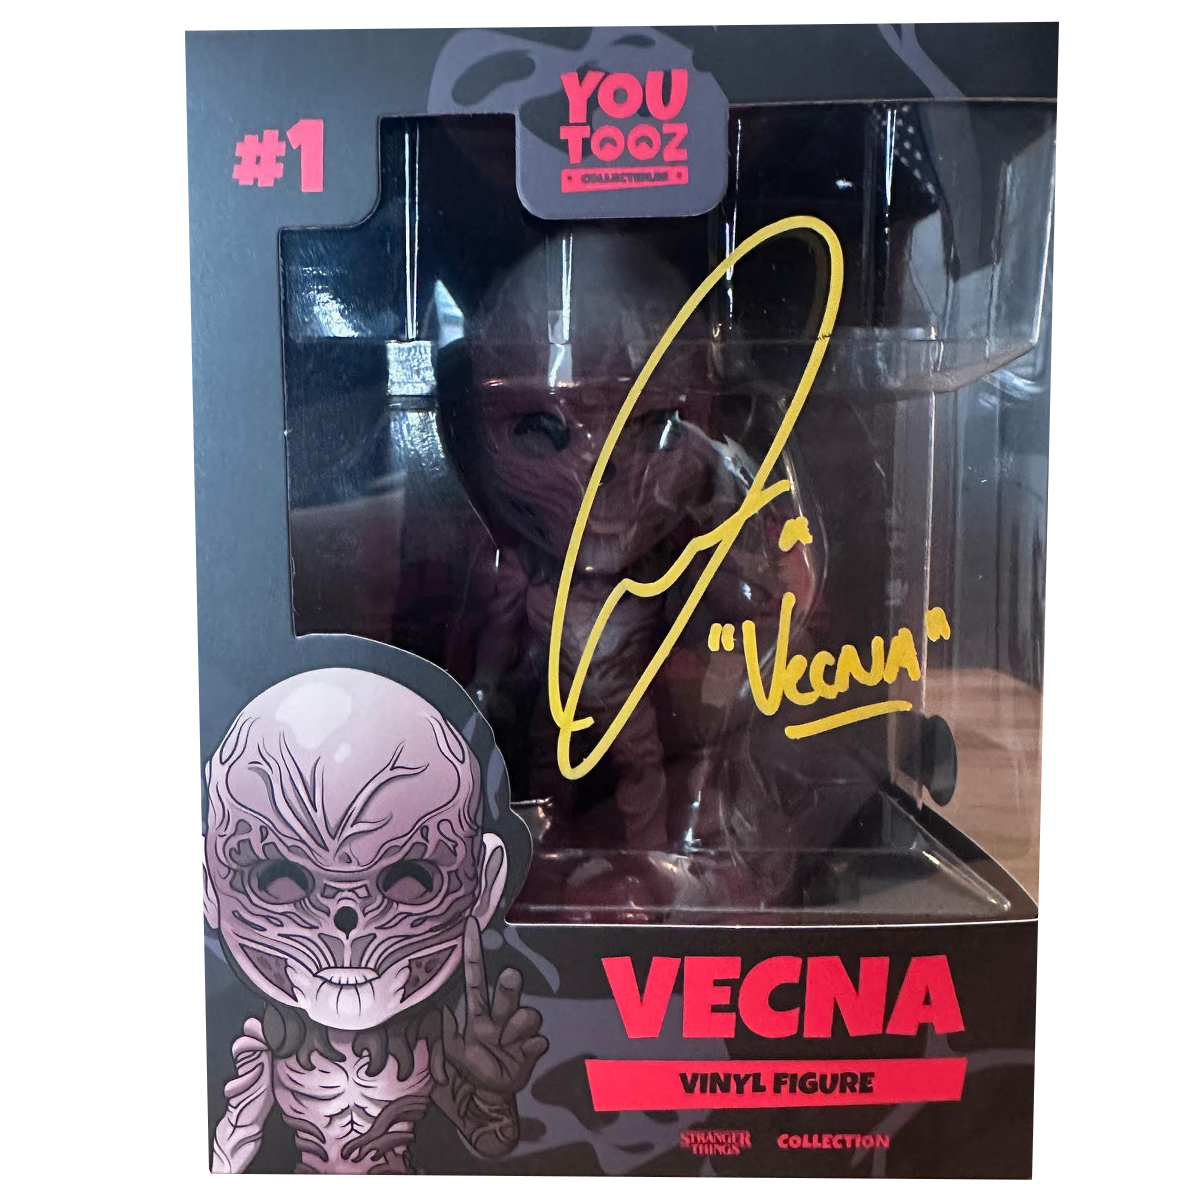 #1
YOU
TOOZ
COLLECTIBLES
"VECNA"
VECNA
VINYL FIGURE
STRANGER
THINGS
COLLECTION